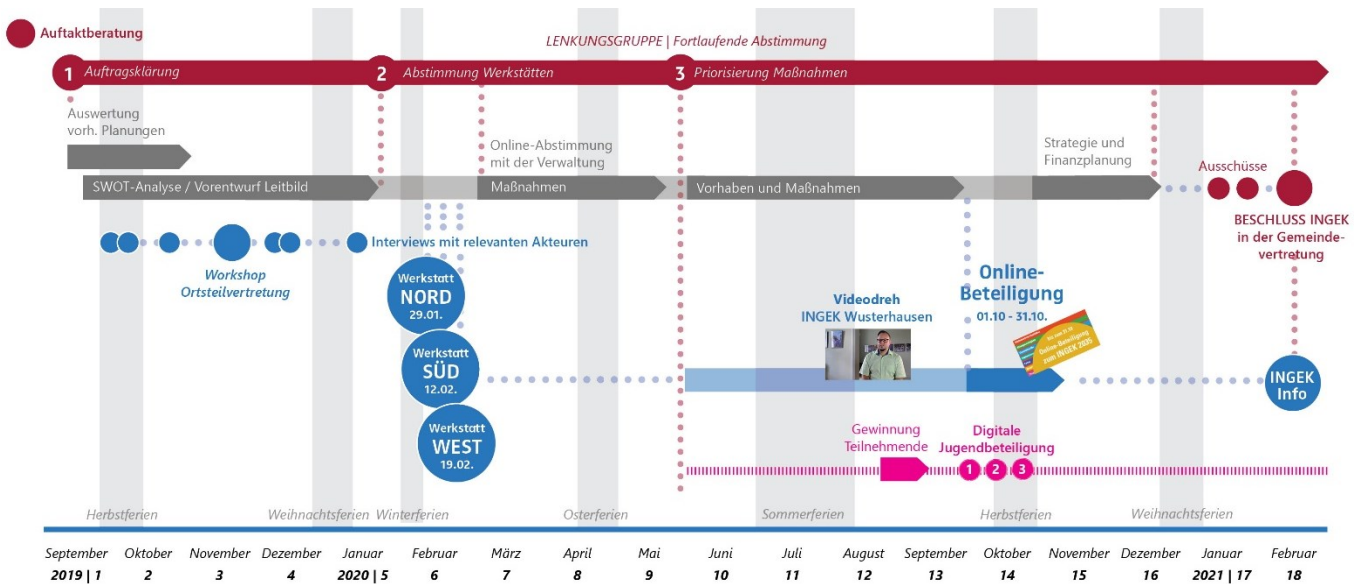 Auftaktberatung
LENKUNGSGRUPPE | Fortlaufende Abstimmung
1 Auftragsklärung
2 Abstimmung Werkstätten
3 Priorisierung Maßnahmen
Auswertung
vorh. Planungen
Online-Abstimmung
mit der Verwaltung
Strategie und
Finanzplanung
Ausschüsse
SWOT-Analyse / Vorentwurf Leitbild
Maßnahmen
Vorhaben und Maßnahmen
BESCHLUSS INGEK
in der Gemeinde-
vertretung
Interviews mit relevanten Akteuren
Workshop
Ortsteilvertretung
Werkstatt
NORD
29.01.
Werkstatt
SÜD
12.02.
Werkstatt
WEST
19.02.
Videodreh
INGEK Wusterhausen
Online-
Beteiligung
01.10 - 31.10.
Online-Beteiligung
zum INGEK 2035
INGEK
Info
Gewinnung
Teilnehmende
Digitale
Jugendbeteiligung
1 2 3
Herbstferien Weihnachtsferien Winterferien Osterferien Sommerferien Herbstferien Weihnachtsferien
September Oktober November Dezember Januar Februar März April Mai Juni Juli August September Oktober November Dezember Januar Februar
2019 | 1 2 3 4 2020 | 5 6 7 8 9 10 11 12 13 14 15 16 2021 | 17 18